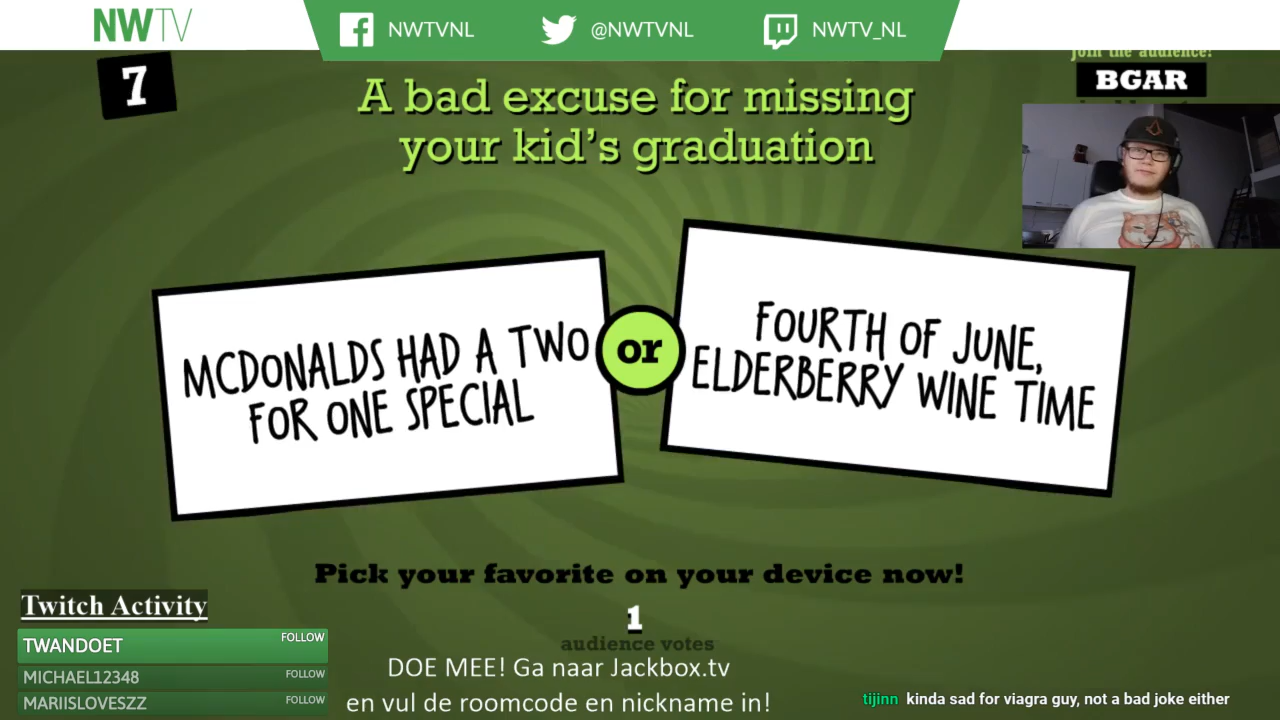 NWTV
NWTVNL
@NWTVNL
NWTV_NL
Join the audience!
BGAR
7
A bad excuse for missing
your kid's graduation
MCDONALDS HAD A TWO
FOR ONE SPECIAL
or
FOURTH OF JUNE,
ELDERBERRY WINE TIME
Pick your favorite on your device now!
1
audience votes
Twitch Activity
TWANDOET FOLLOW
MICHAEL12348 FOLLOW
MARIISLOVESZZ FOLLOW
DOE MEE! Ga naar Jackbox.tv
en vul de roomcode en nickname in!
tijinn kinda sad for viagra guy, not a bad joke either